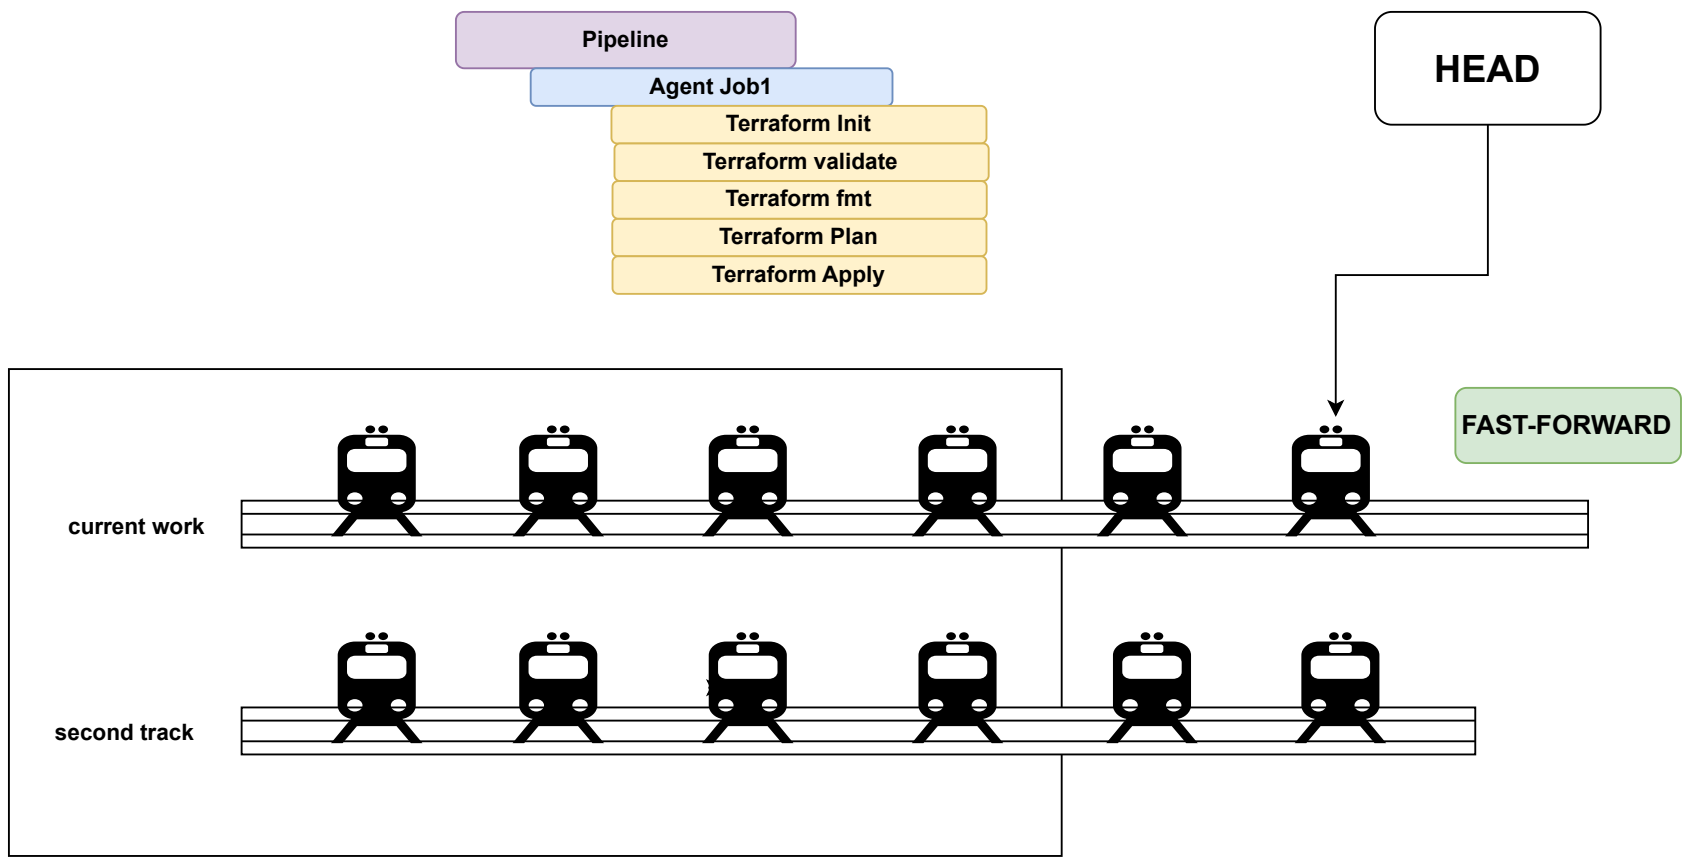 Pipeline
HEAD
Agent Job1
Terraform Init
Terraform validate
Terraform fmt
Terraform Plan
Terraform Apply
FAST-FORWARD
current work
second track